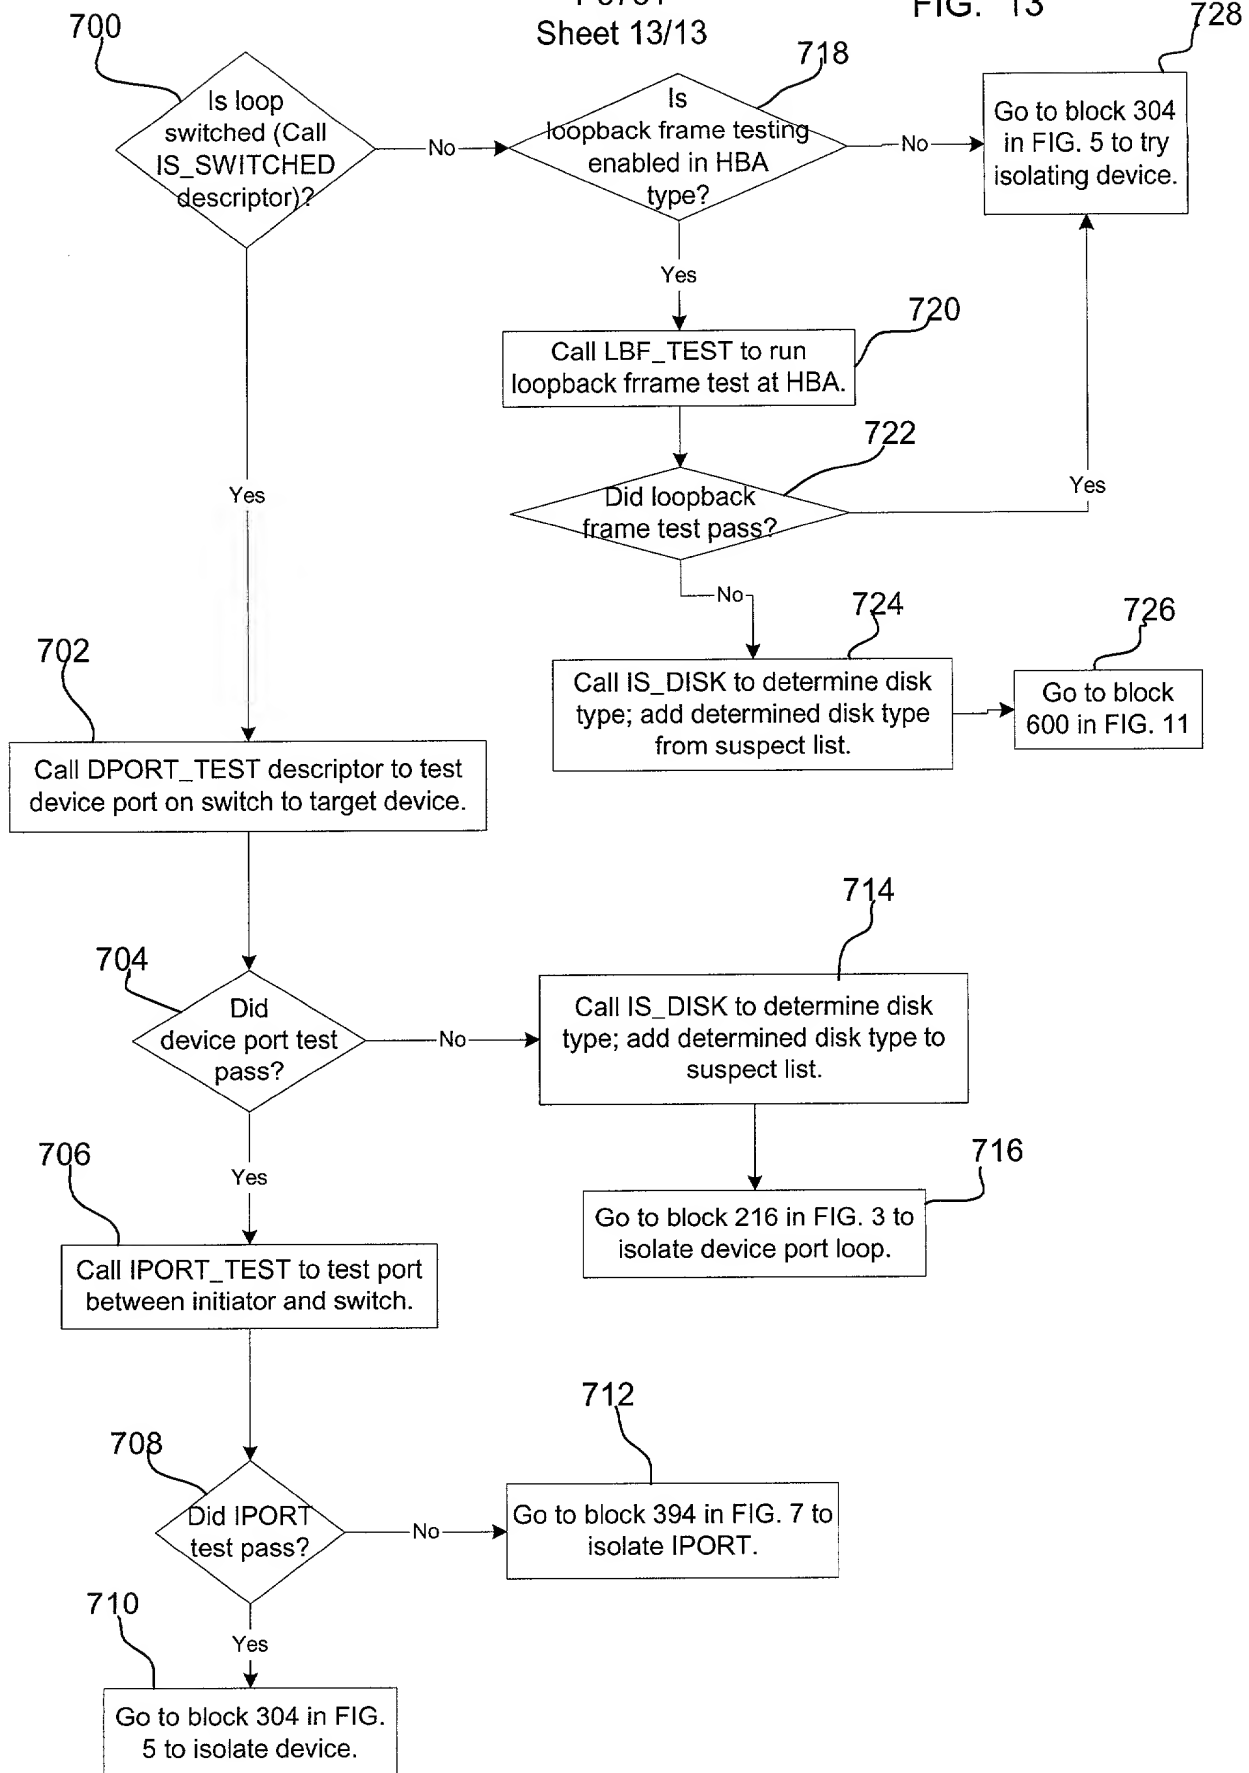 Sheet 13/13
FIG. 13
700
718
728
Is loop
switched (Call
IS_SWITCHED
descriptor)?
No
Is
loopback frame testing
enabled in HBA
type?
No
Go to block 304
in FIG. 5 to try
isolating device.
Yes
720
Call LBF_TEST to run
loopback frrame test at HBA.
722
Did loopback
frame test pass?
Yes
Yes
No
724
726
Call IS_DISK to determine disk
type; add determined disk type
from suspect list.
Go to block
600 in FIG. 11
702
Call DPORT_TEST descriptor to test
device port on switch to target device.
714
704
Did
device port test
pass?
No
Call IS_DISK to determine disk
type; add determined disk type to
suspect list.
706
Yes
716
Go to block 216 in FIG. 3 to
isolate device port loop.
Call IPORT_TEST to test port
between initiator and switch.
712
708
Did IPORT
test pass?
No
Go to block 394 in FIG. 7 to
isolate IPORT.
710
Yes
Go to block 304 in FIG.
5 to isolate device.